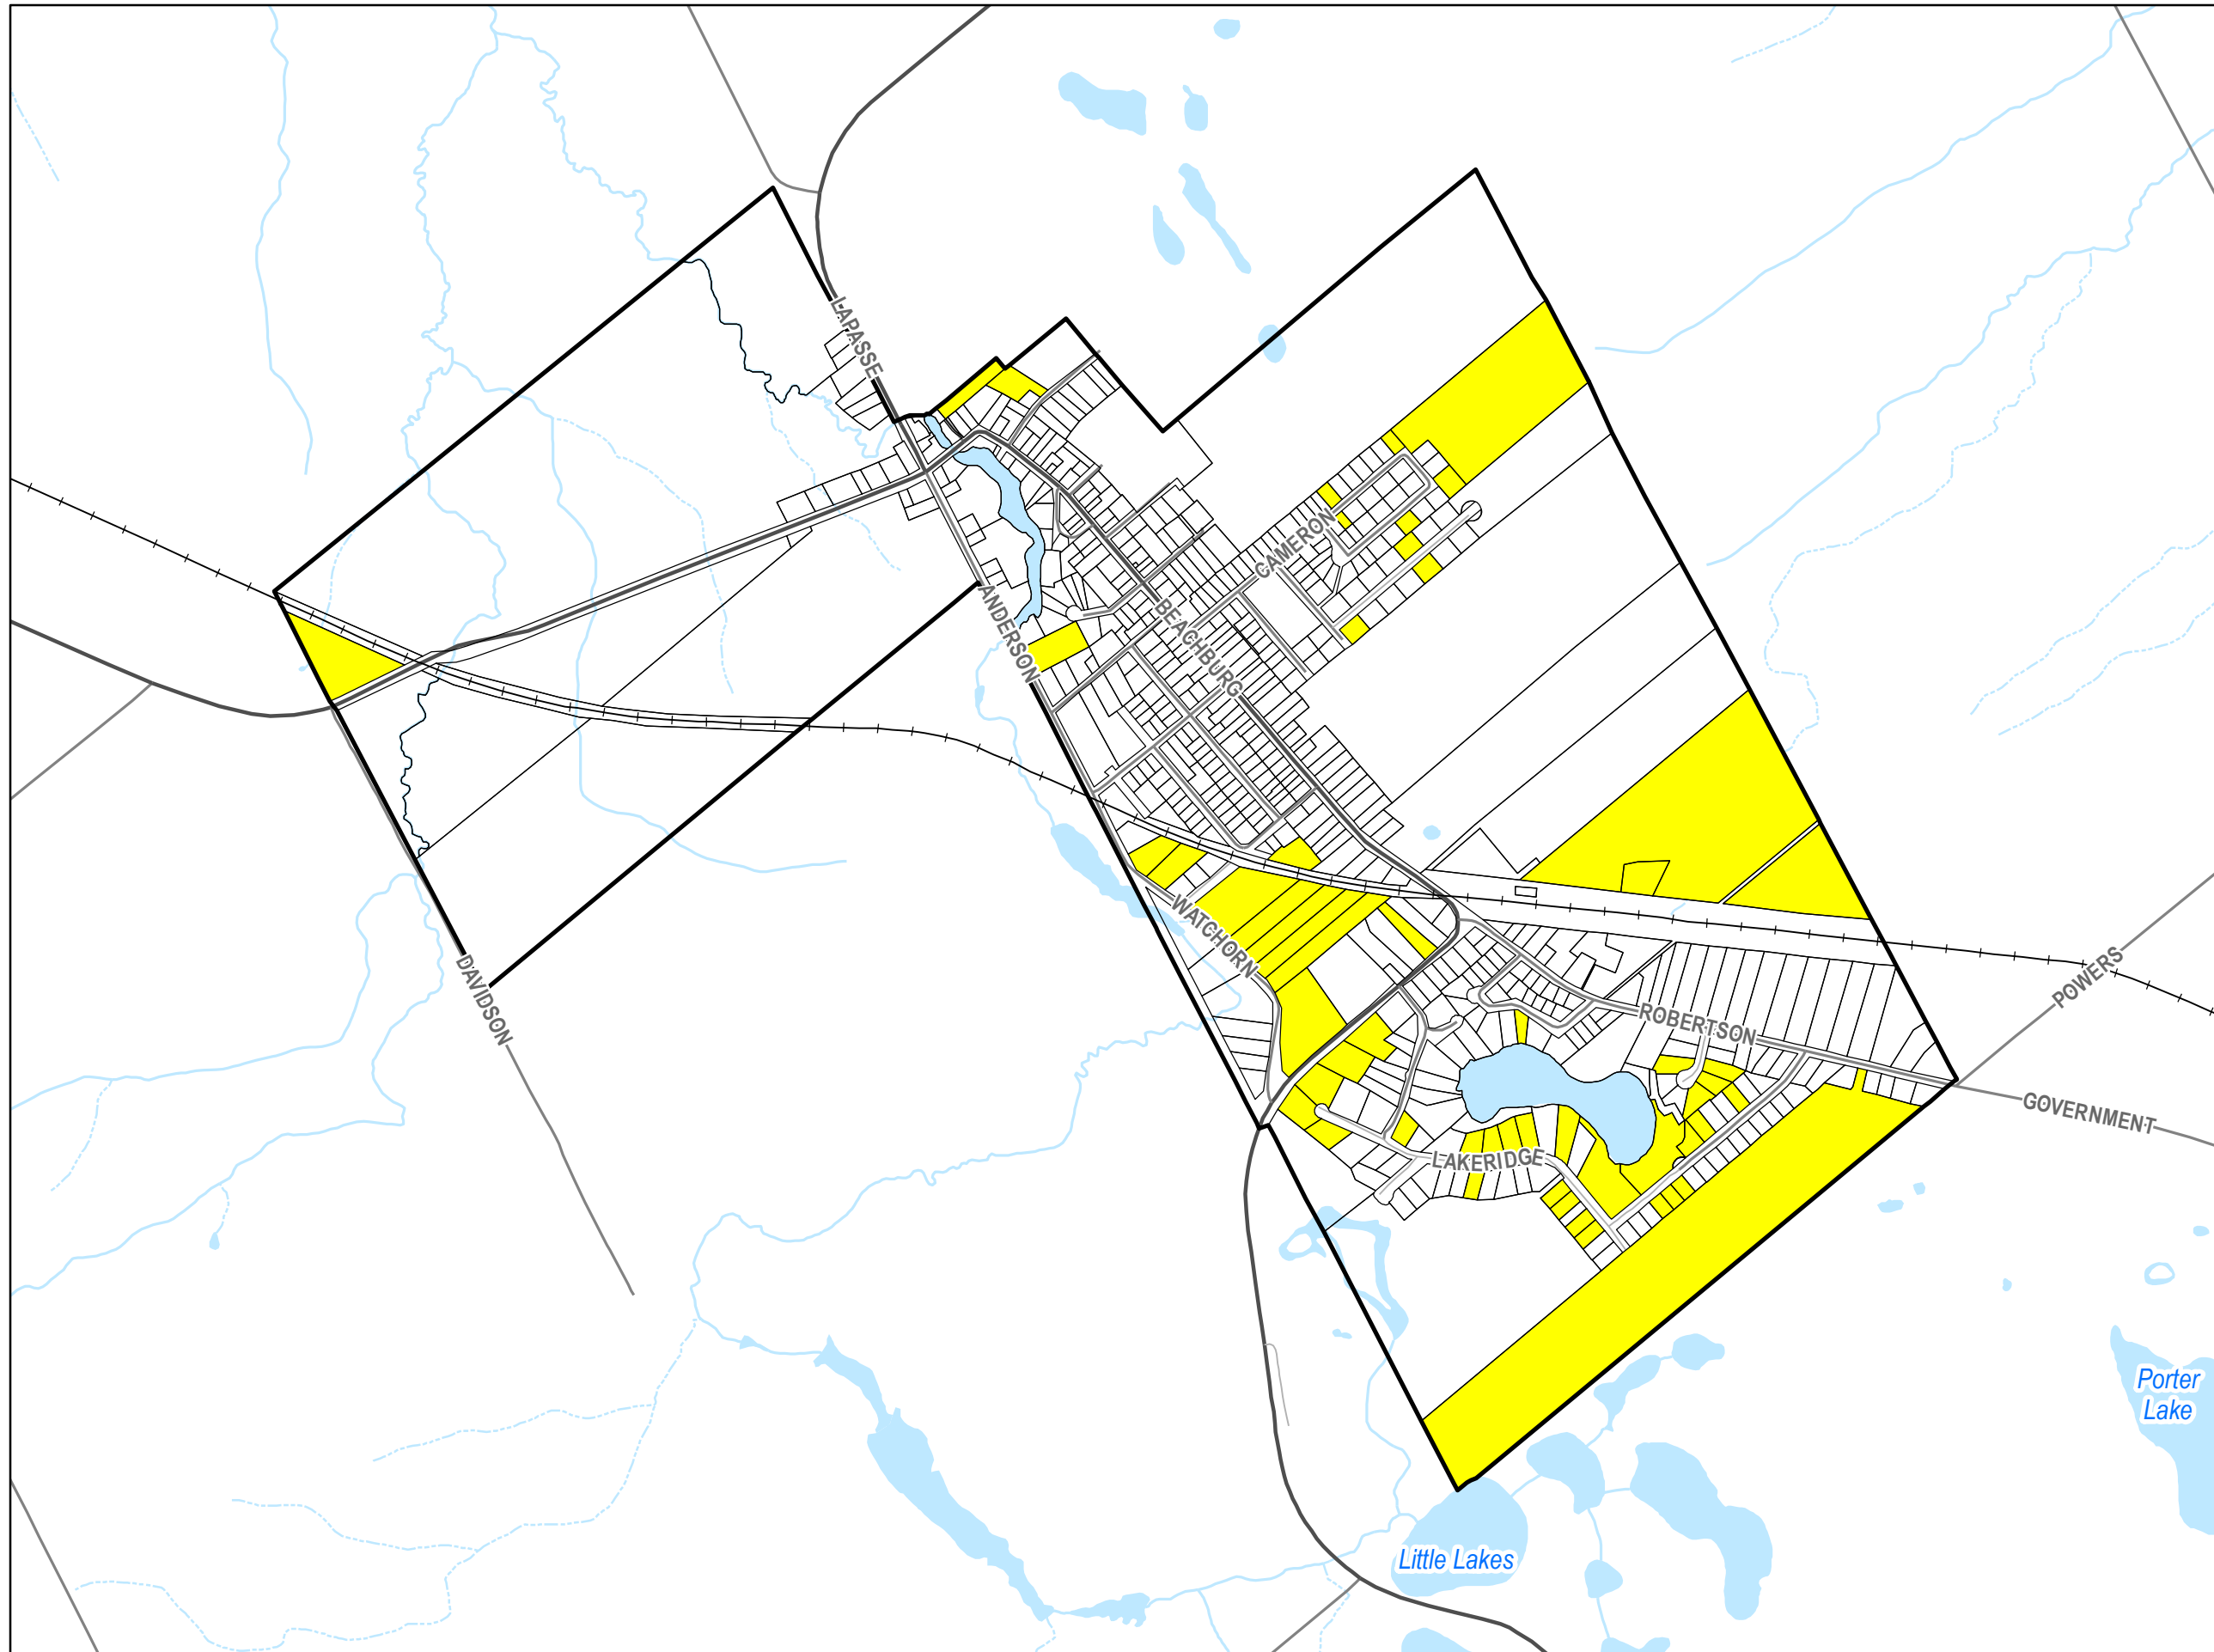 LAPASSE
CAMERON
ANDERSON
BEACHBURG
WATCHORN
DAVIDSON
POWERS
ROBERTSON
GOVERNMENT
LAKERIDGE
Porter
Lake
Little Lakes